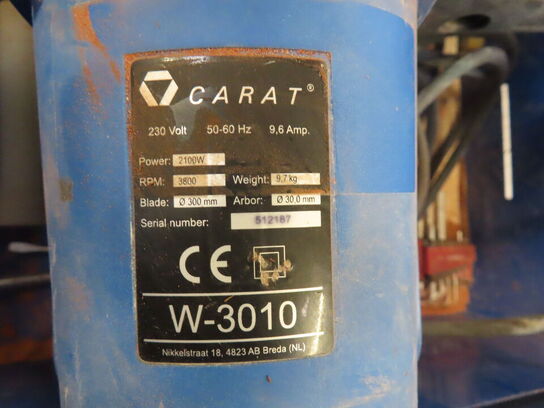 CARAT®
230 Volt 50-60 Hz 9,6 Amp.
Power: 2100W
RPM: 3800 Weight: 9,7 kg
Blade: Ø 300 mm Arbor: Ø 30,0 mm
Serial number: 512187
CE
W-3010
Nikkelstraat 18, 4823 AB Breda (NL)